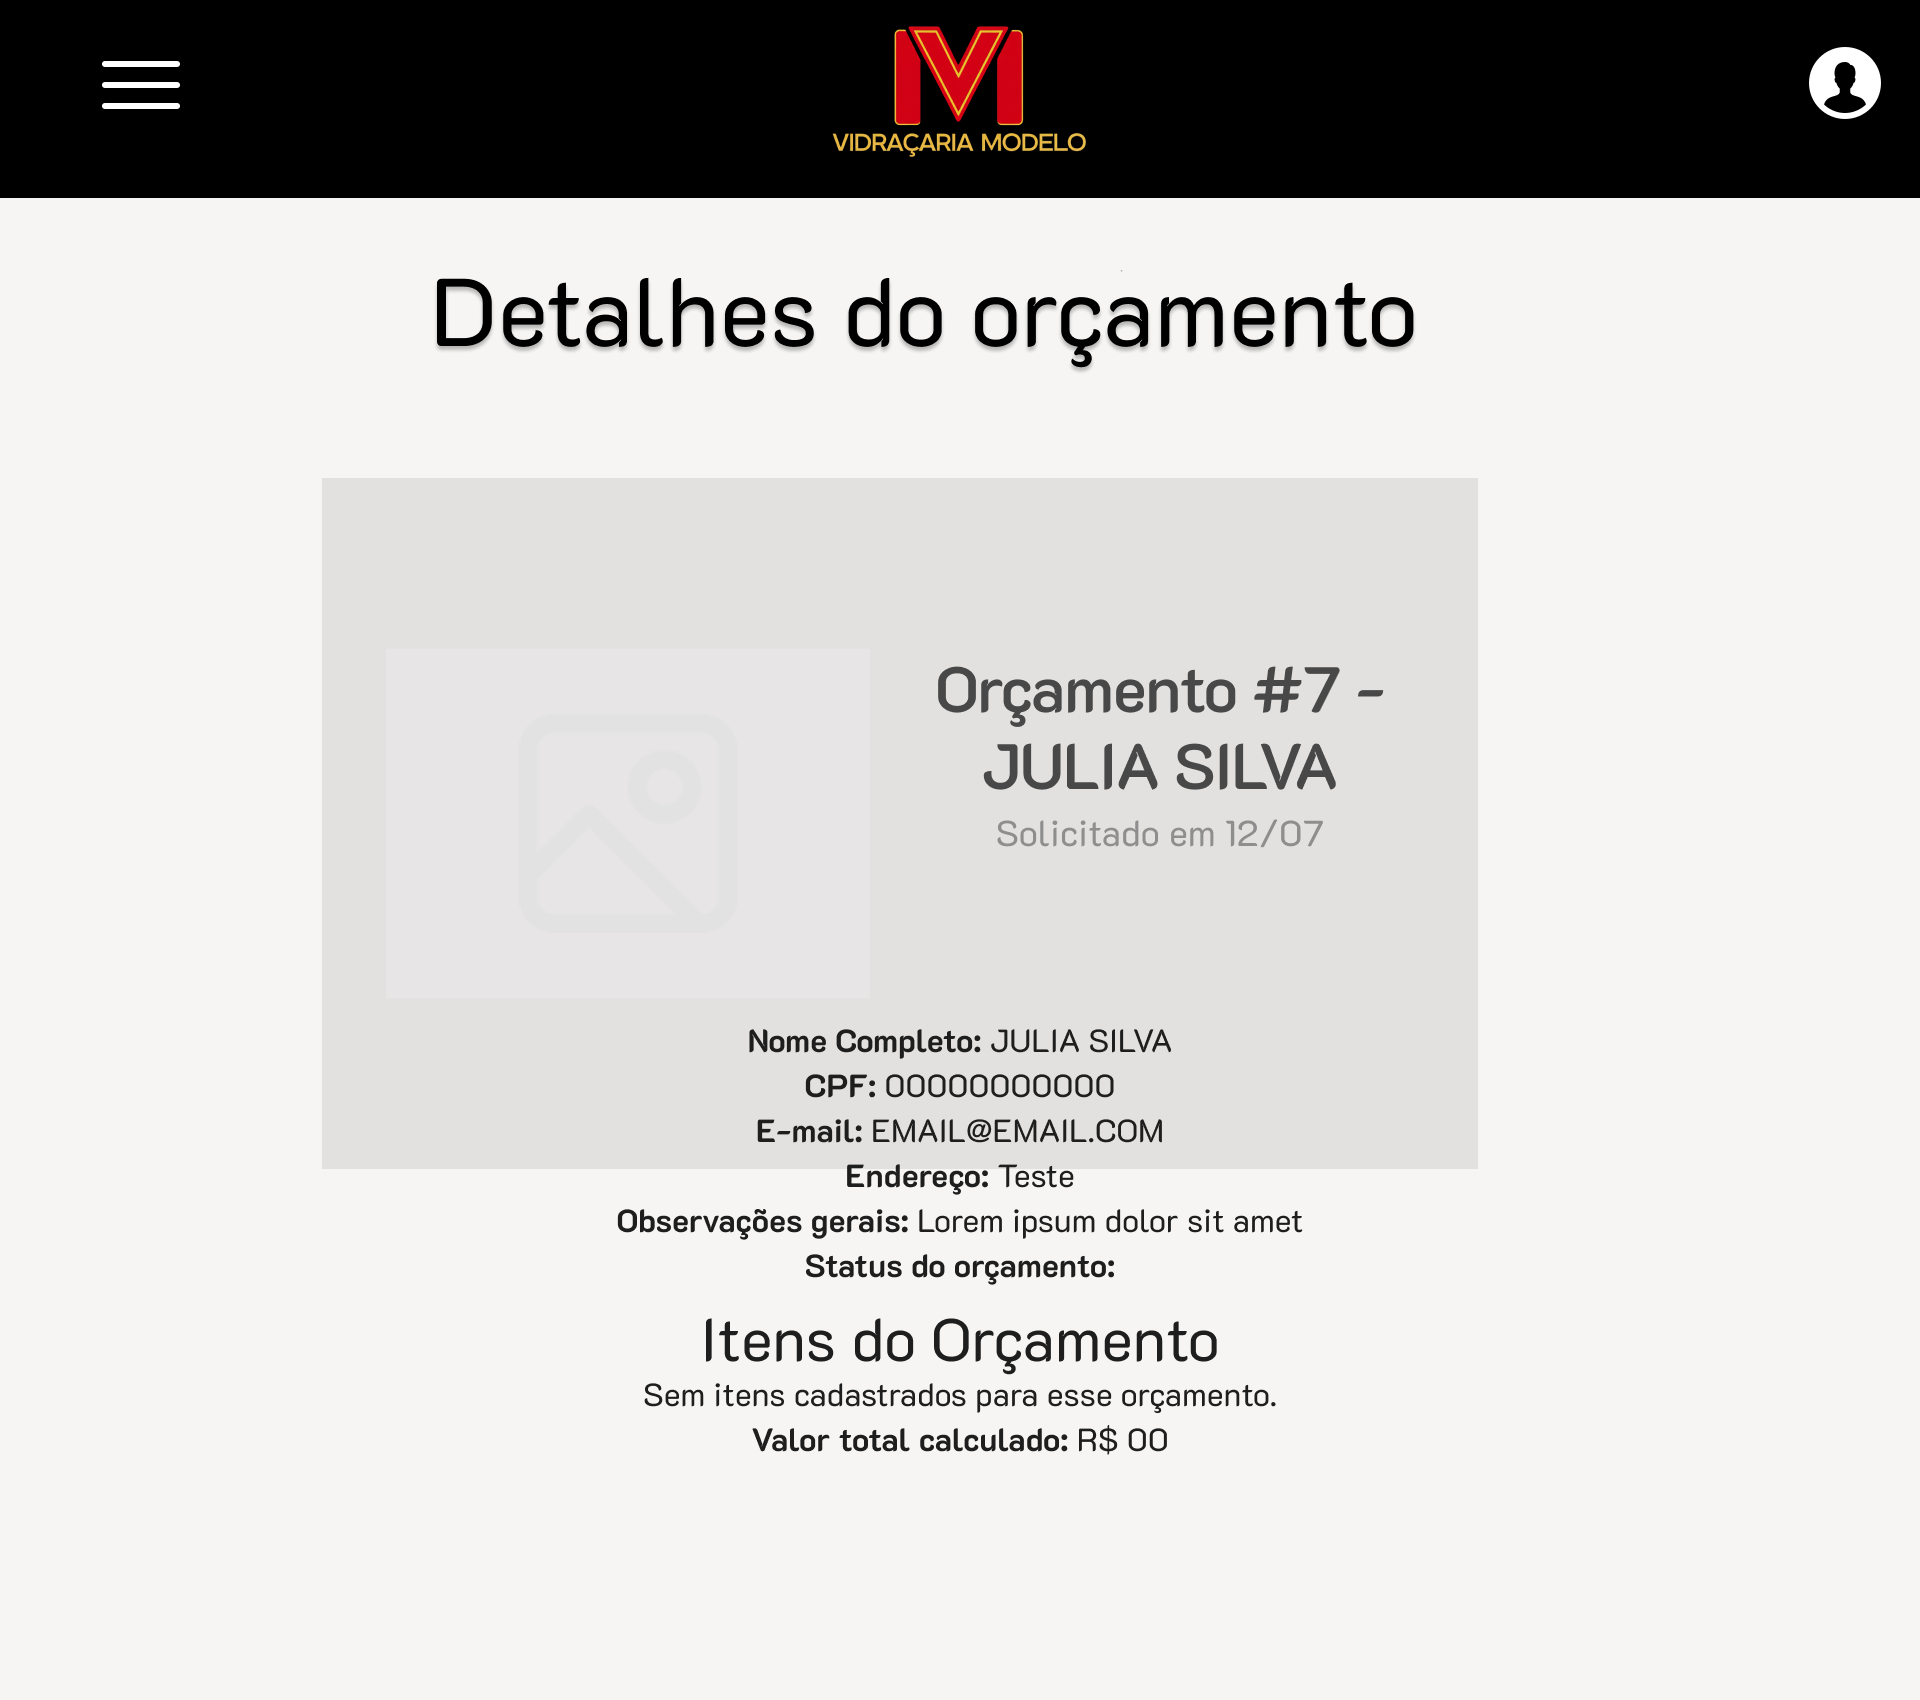 VIDRAÇARIA MODELO
Detalhes do orçamento
Orçamento #7 -
JULIA SILVA
Solicitado em 12/07
Nome Completo: JULIA SILVA
CPF: 00000000000
E-mail: EMAIL@EMAIL.COM
Endereço: Teste
Observações gerais: Lorem ipsum dolor sit amet
Status do orçamento:
Itens do Orçamento
Sem itens cadastrados para esse orçamento.
Valor total calculado: R$ 00